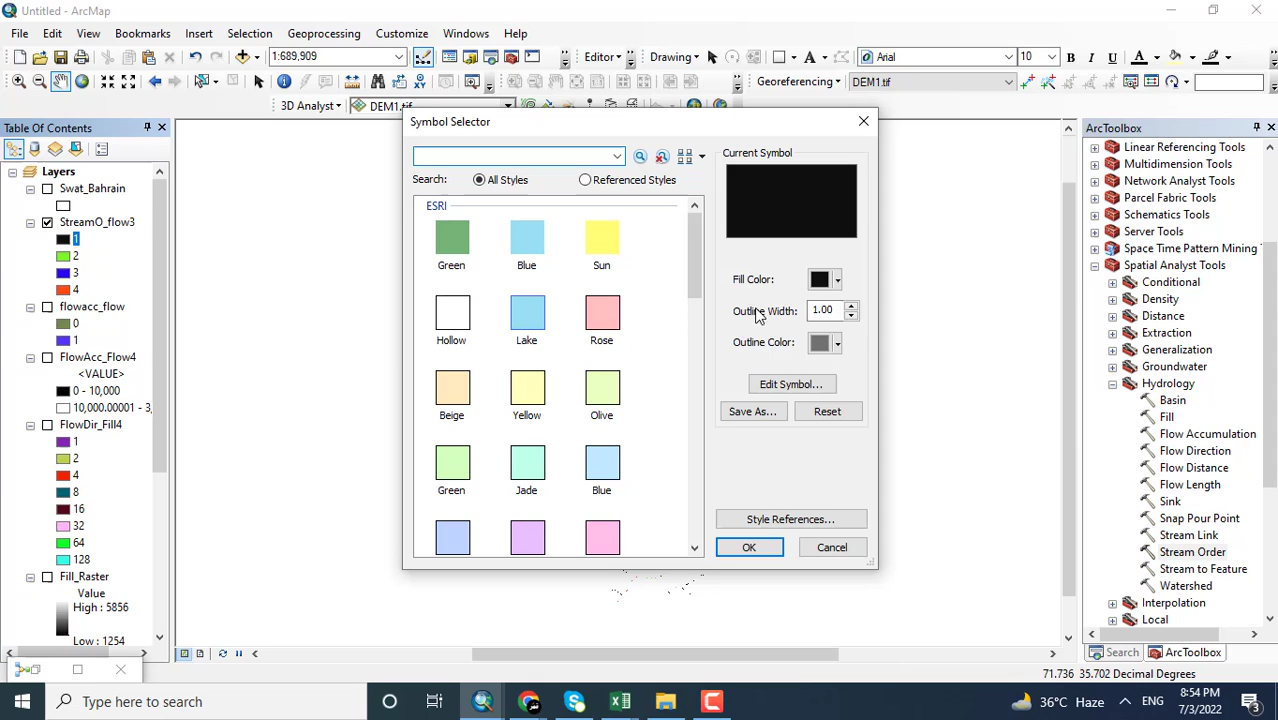 Untitled - ArcMap
File Edit View Bookmarks Insert Selection Geoprocessing Customize Windows Help
1:689,909 Editor Drawing A Arial 10 B I U A
Georeferencing DEM1.tif
3D Analyst DEM1.tif
Table Of Contents
Layers
Swat_Bahrain
StreamO_flow3
1
2
3
4
flowacc_flow
0
1
FlowAcc_Flow4
<VALUE>
0 - 10,000
10,000.00001 - 3,
FlowDir_Fill4
1
2
4
8
16
32
64
128
Fill_Raster
Value
High : 5856
Low : 1254
Symbol Selector
Search: All Styles Referenced Styles
ESRI
Green Blue Sun
Hollow Lake Rose
Beige Yellow Olive
Green Jade Blue
Current Symbol
Fill Color:
Outline Width: 1.00
Outline Color:
Edit Symbol...
Save As... Reset
Style References...
OK Cancel
ArcToolbox
Linear Referencing Tools
Multidimension Tools
Network Analyst Tools
Parcel Fabric Tools
Schematics Tools
Server Tools
Space Time Pattern Mining
Spatial Analyst Tools
Conditional
Density
Distance
Extraction
Generalization
Groundwater
Hydrology
Basin
Fill
Flow Accumulation
Flow Direction
Flow Distance
Flow Length
Sink
Snap Pour Point
Stream Link
Stream Order
Stream to Feature
Watershed
Interpolation
Local
Search ArcToolbox
71.736 35.702 Decimal Degrees
Type here to search
36°C Haze ENG 8:54 PM
7/3/2022
3